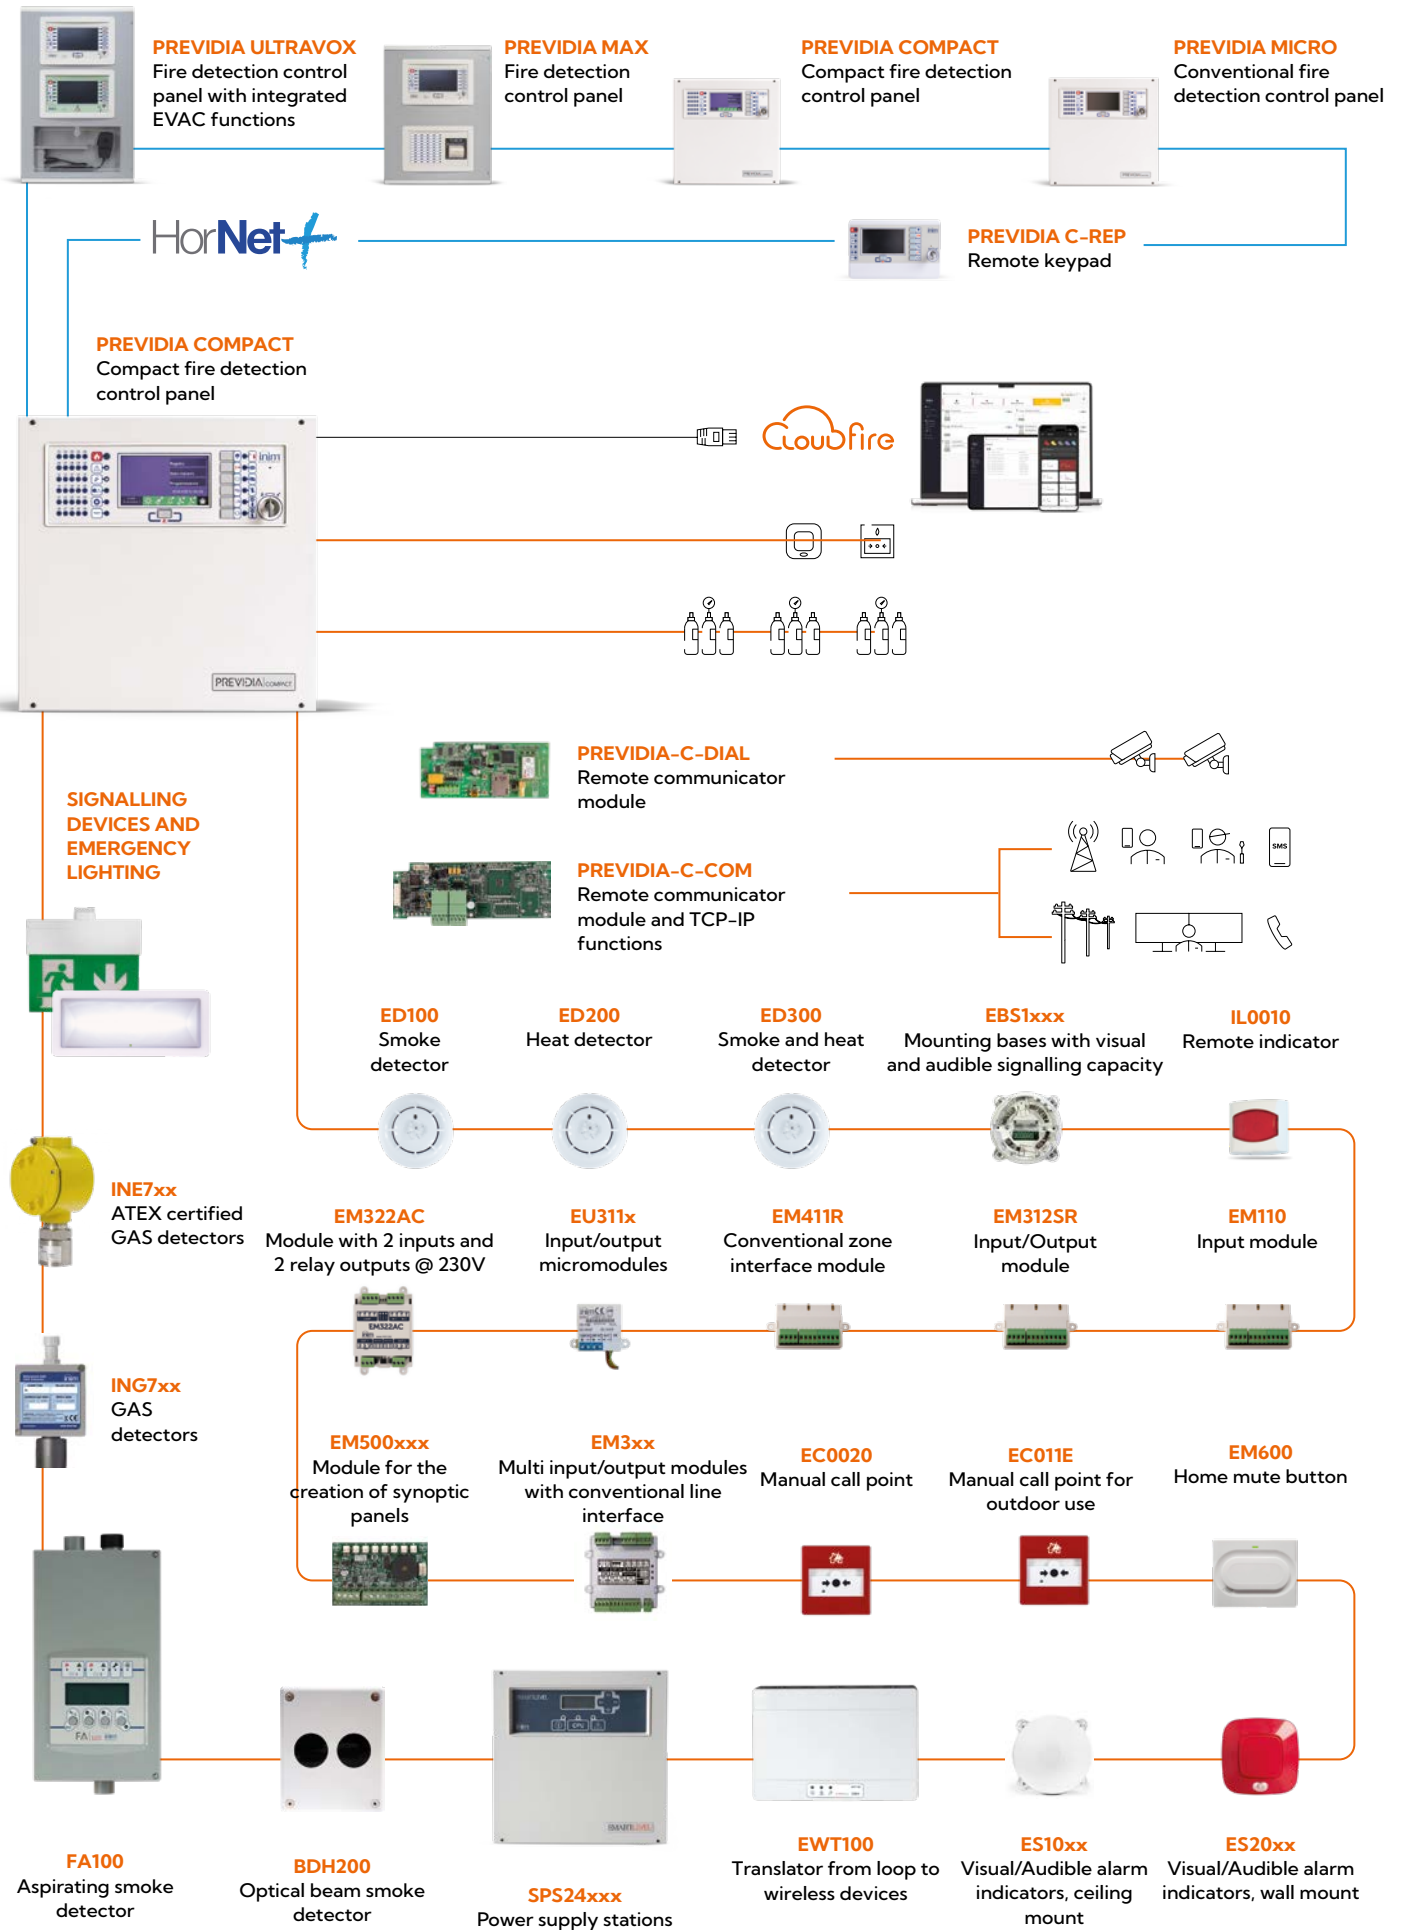 PREVIDIA ULTRAVOX
Fire detection control
panel with integrated
EVAC functions
PREVIDIA MAX
Fire detection
control panel
PREVIDIA COMPACT
Compact fire detection
control panel
PREVIDIA MICRO
Conventional fire
detection control panel
HorNet+
PREVIDIA C-REP
Remote keypad
PREVIDIA COMPACT
Compact fire detection
control panel
inim
CLOUDfire
PREVIDIA COMPACT
PREVIDIA-C-DIAL
Remote communicator
module
SIGNALLING
DEVICES AND
EMERGENCY
LIGHTING
PREVIDIA-C-COM
Remote communicator
module and TCP-IP
functions
SMS
ED100
Smoke
detector
ED200
Heat detector
ED300
Smoke and heat
detector
EBS1xxx
Mounting bases with visual
and audible signalling capacity
IL0010
Remote indicator
INE7xx
ATEX certified
GAS detectors
EM322AC
Module with 2 inputs and
2 relay outputs @ 230V
EU311x
Input/output
micromodules
EM411R
Conventional zone
interface module
EM312SR
Input/Output
module
EM110
Input module
EM322AC
inim
ING7xx
GAS
detectors
EM500xxx
Module for the
creation of synoptic
panels
EM3xx
Multi input/output modules
with conventional line
interface
EC0020
Manual call point
EC011E
Manual call point for
outdoor use
EM600
Home mute button
SMARTLEVEL
FA100
Aspirating smoke
detector
BDH200
Optical beam smoke
detector
SPS24xxx
Power supply stations
EWT100
Translator from loop to
wireless devices
ES10xx
Visual/Audible alarm
indicators, ceiling
mount
ES20xx
Visual/Audible alarm
indicators, wall mount